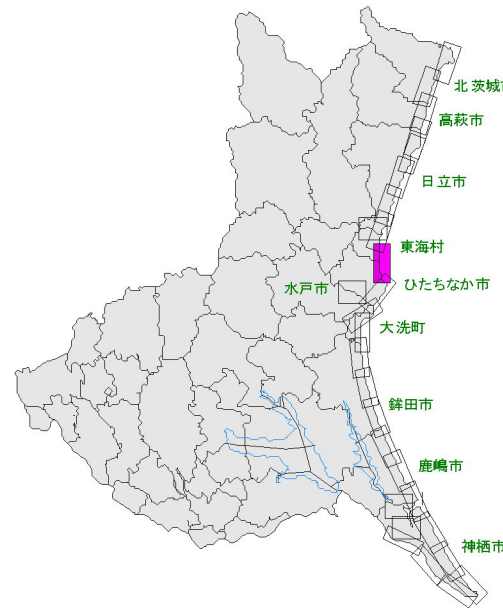 北茨城市
高萩市
日立市
東海村
ひたちなか市
水戸市
大洗町
鉾田市
鹿嶋市
神栖市